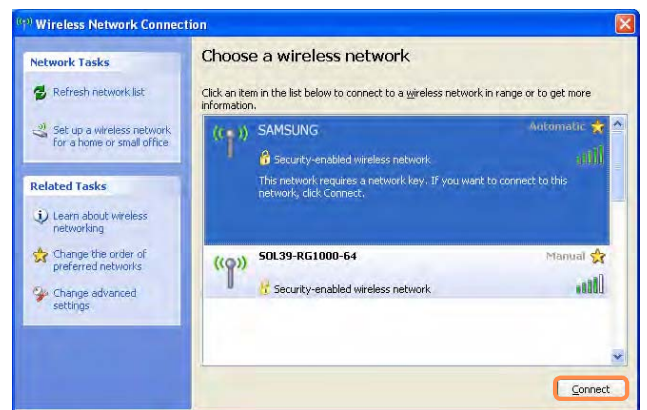 Wireless Network Connection
Network Tasks
Refresh network list
Set up a wireless network
for a home or small office
Related Tasks
Learn about wireless
networking
Change the order of
preferred networks
Change advanced
settings
Choose a wireless network
Click an item in the list below to connect to a wireless network in range or to get more
information.
SAMSUNG
Automatic
Security-enabled wireless network
This network requires a network key. If you want to connect to this
network, click Connect.
SOL39-RG1000-64
Manual
Security-enabled wireless network
Connect